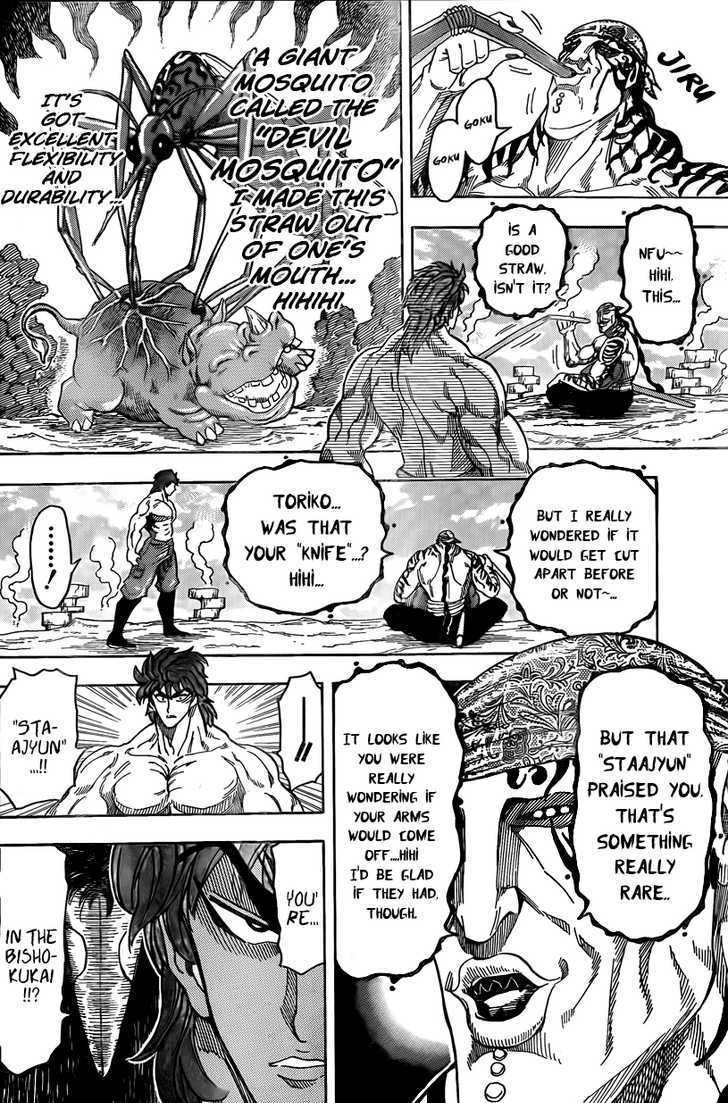 JIRU
GOKU
GOKU
NFU~~
HIHI.
THIS...
IS A
GOOD
STRAW,
ISN'T IT?
A GIANT
MOSQUITO
CALLED THE
"DEVIL
MOSQUITO"
I MADE THIS
STRAW OUT
OF ONE'S
MOUTH...
HIHIHI.
IT'S
GOT
EXCELLENT
FLEXIBILITY
AND
DURABILITY...
BUT I REALLY
WONDERED IF IT
WOULD GET CUT
APART BEFORE
OR NOT~...
TORIKO...
WAS THAT
YOUR "KNIFE"...?
HIHI...
......!
BUT THAT
"STAAJYUN"
PRAISED YOU.
THAT'S
SOMETHING
REALLY
RARE..
IT LOOKS LIKE
YOU WERE
REALLY
WONDERING IF
YOUR ARMS
WOULD COME
OFF....HIHI
I'D BE GLAD
IF THEY HAD,
THOUGH.
!!
"STA-
AJYUN"
...!!
YOU'
RE...
IN THE
BISHO-
KUKAI
!!?